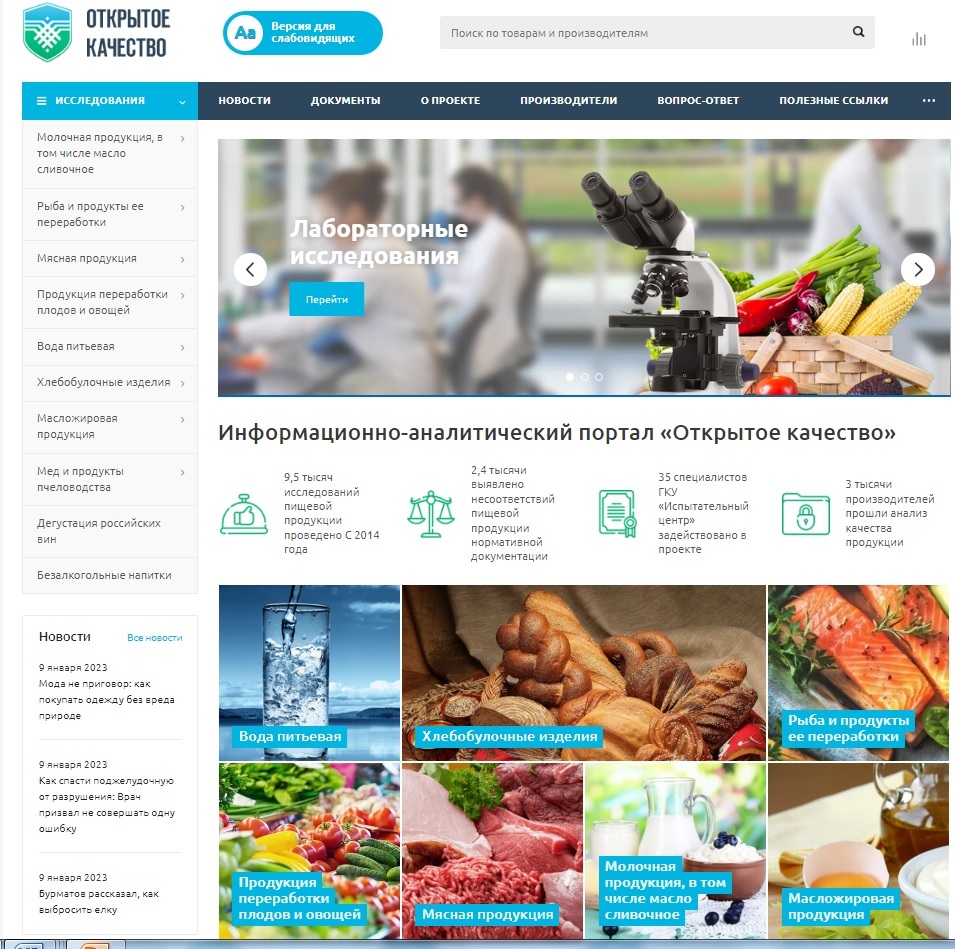 ОТКРЫТОЕ
КАЧЕСТВО
Аа
Версия для
слабовидящих
Поиск по товарам и производителям
ИССЛЕДОВАНИЯ
НОВОСТИ
ДОКУМЕНТЫ
О ПРОЕКТЕ
ПРОИЗВОДИТЕЛИ
ВОПРОС-ОТВЕТ
ПОЛЕЗНЫЕ ССЫЛКИ
...
Молочная продукция, в
том числе масло
сливочное
Рыба и продукты ее
переработки
Мясная продукция
Продукция переработки
плодов и овощей
Вода питьевая
Хлебобулочные изделия
Масложировая
продукция
Мед и продукты
пчеловодства
Дегустация российских
вин
Безалкогольные напитки
Лабораторные
исследования
Перейти
Информационно-аналитический портал «Открытое качество»
9,5 тысяч
исследований
пищевой
продукции
проведено С 2014
года
2,4 тысячи
выявлено
несоответствий
пищевой
продукции
нормативной
документации
35 специалистов
ГКУ
«Испытательный
центр»
задействовано в
проекте
3 тысячи
производителей
прошли анализ
качества
продукции
Новости
Все новости
9 января 2023
Мода не приговор: как
покупать одежду без вреда
природе
9 января 2023
Как спасти поджелудочную
от разрушения: Врач
призвал не совершать одну
ошибку
9 января 2023
Бурматов рассказал, как
выбросить елку
Вода питьевая
Хлебобулочные изделия
Рыба и продукты
ее переработки
Продукция
переработки
плодов и овощей
Мясная продукция
Молочная
продукция, в том
числе масло
сливочное
Масложировая
продукция